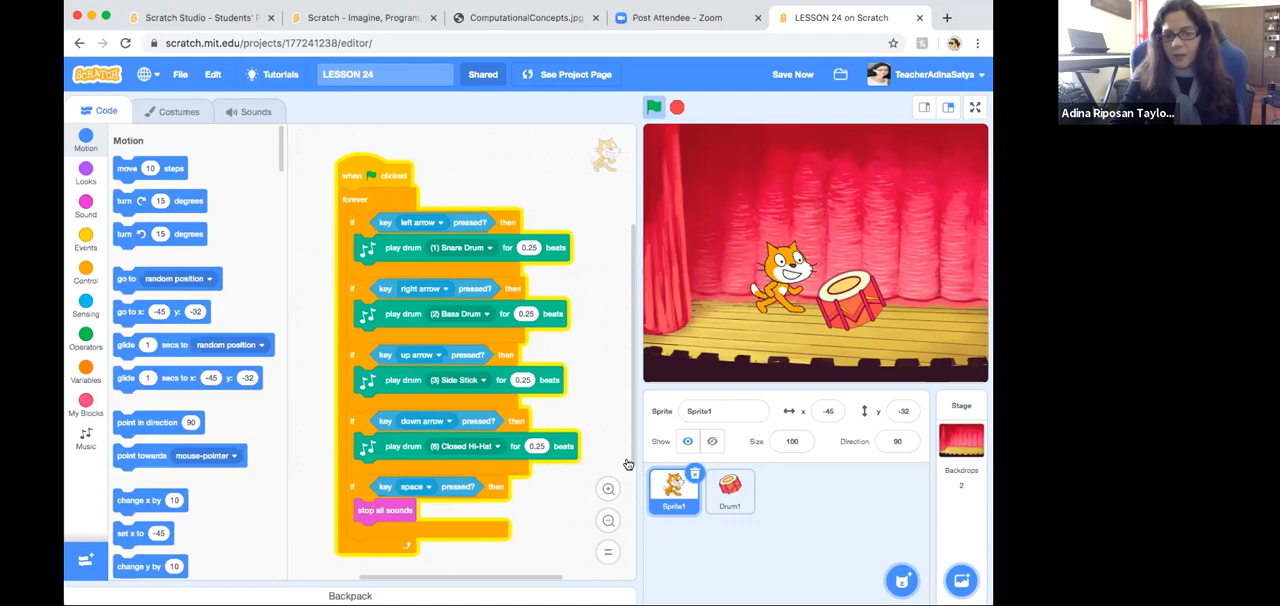 Scratch Studio - Students' F
Scratch - Imagine, Program,
ComputationalConcepts.jpg
Post Attendee - Zoom
LESSON 24 on Scratch
scratch.mit.edu/projects/177241238/editor/
SCRATCH
File
Edit
Tutorials
LESSON 24
Shared
See Project Page
Save Now
TeacherAdinaSatya
Adina Riposan Taylo...
Code
Costumes
Sounds
Motion
Looks
Sound
Events
Control
Sensing
Operators
Variables
My Blocks
Music
Motion
move 10 steps
turn 15 degrees
turn 15 degrees
go to random position
go to x: -45 y: -32
glide 1 secs to random position
glide 1 secs to x: -45 y: -32
point in direction 90
point towards mouse-pointer
change x by 10
set x to -45
change y by 10
when clicked
forever
if key left arrow pressed? then
play drum (1) Snare Drum for 0.25 beats
if key right arrow pressed? then
play drum (2) Bass Drum for 0.25 beats
if key up arrow pressed? then
play drum (3) Side Stick for 0.25 beats
if key down arrow pressed? then
play drum (6) Closed Hi-Hat for 0.25 beats
if key space pressed? then
stop all sounds
Backpack
Sprite Sprite1 x -45 y -32
Show Size 100 Direction 90
Sprite1
Drum1
Stage
Backdrops
2